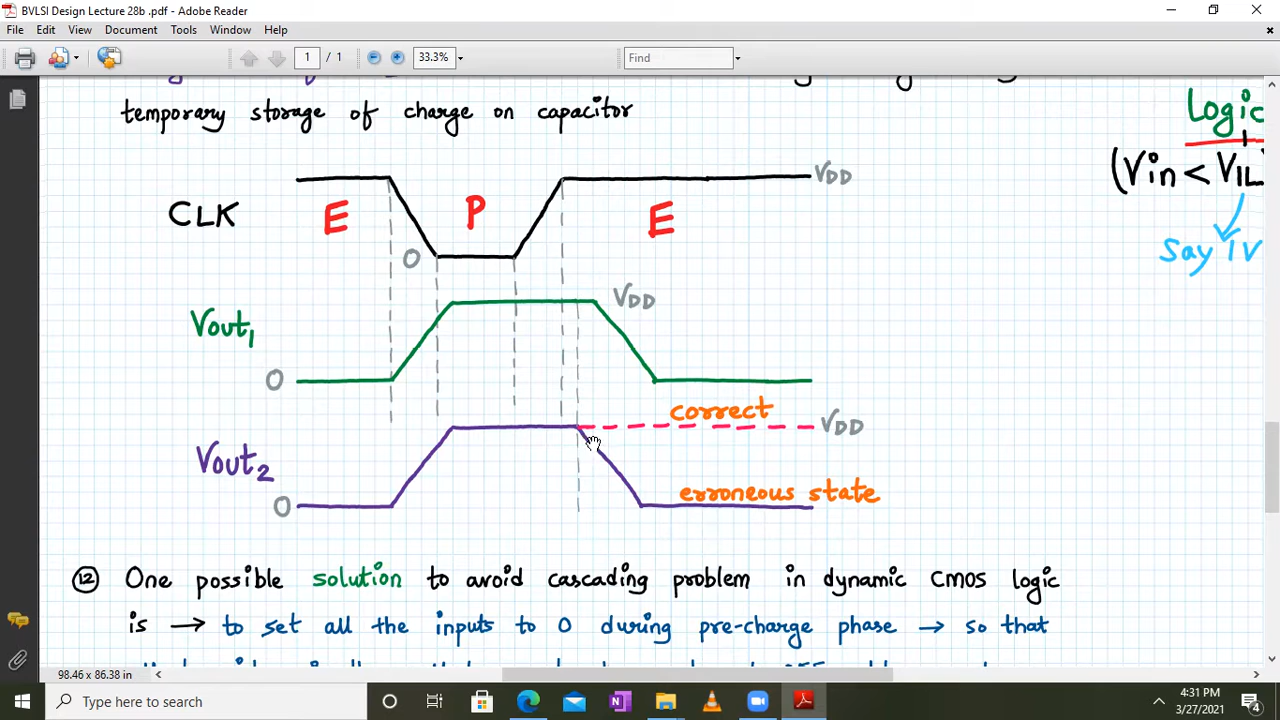 BVLSI Design Lecture 28b .pdf - Adobe Reader
File Edit View Document Tools Window Help
1 / 1 33.3% Find
temporary storage of charge on capacitor
Logic
(Vin < VIL
Say 1V
CLK E P E VDD
0
Vout1 VDD
0
correct
Vout2 VDD
0 erroneous state
12 One possible solution to avoid cascading problem in dynamic CMOS logic
is → to set all the inputs to 0 during pre-charge phase → so that
98.46 x 86.38 in
Type here to search
4:31 PM
3/27/2021
4